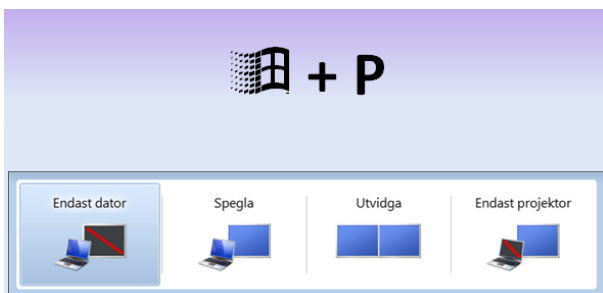 + P
Endast dator
Spegla
Utvidga
Endast projektor